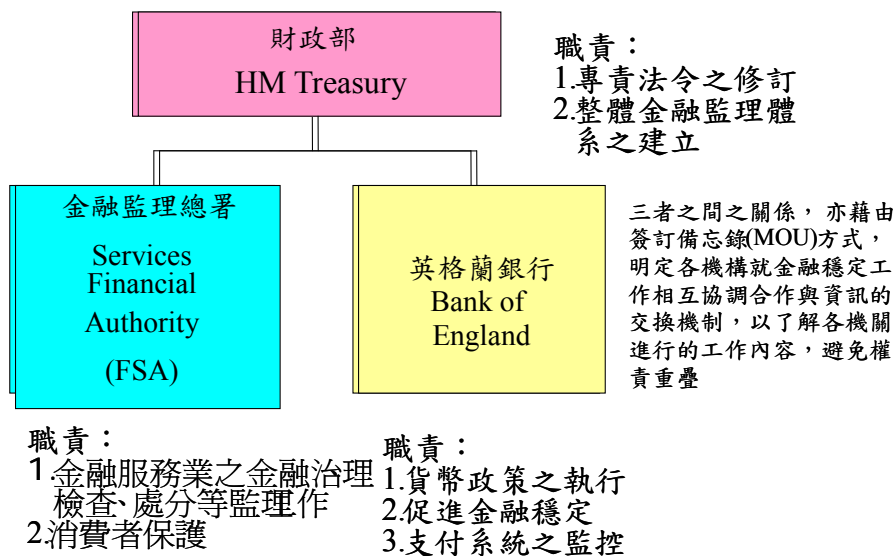 財政部
HM Treasury
職責：
1.專責法令之修訂
2.整體金融監理體
系之建立
金融監理總署
Services
Financial
Authority
(FSA)
英格蘭銀行
Bank of
England
三者之間之關係，亦藉由
簽訂備忘錄(MOU)方式，
明定各機構就金融穩定工
作相互協調合作與資訊的
交換機制，以了解各機關
進行的工作內容，避免權
責重疊
職責：
1.金融服務業之金融治理
檢查、處分等監理作
2.消費者保護
職責：
1.貨幣政策之執行
2.促進金融穩定
3.支付系統之監控